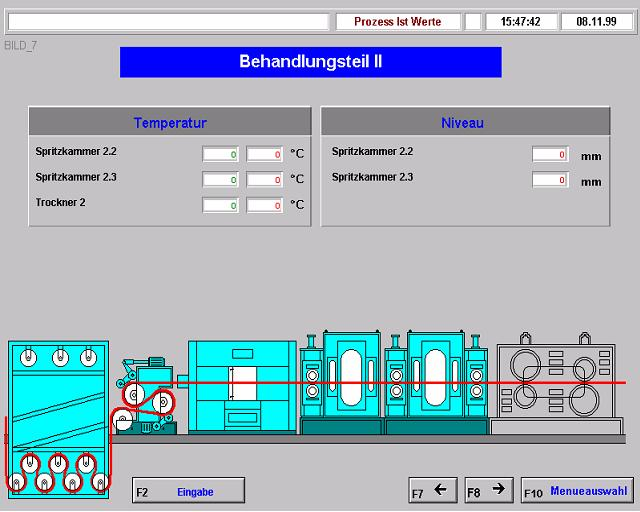 Prozess Ist Werte 15:47:42 08.11.99
BILD_7
Behandlungsteil II
Temperatur
Spritzkammer 2.2 0 0 °C
Spritzkammer 2.3 0 0 °C
Trockner 2 0 0 °C
Niveau
Spritzkammer 2.2 0 mm
Spritzkammer 2.3 0 mm
F2 Eingabe F7 ← F8 → F10 Menueauswahl